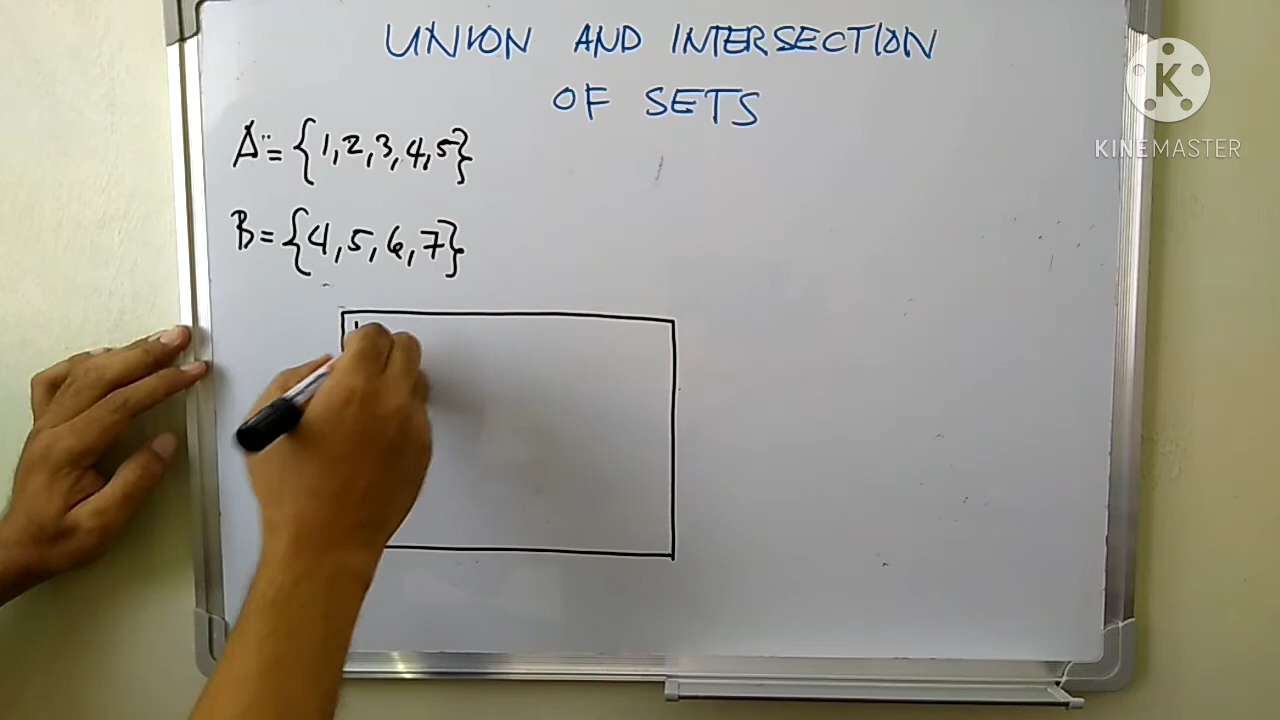 UNION AND INTERSECTION
OF SETS
A = {1,2,3,4,5}
B = {4,5,6,7}
K
KINEMASTER